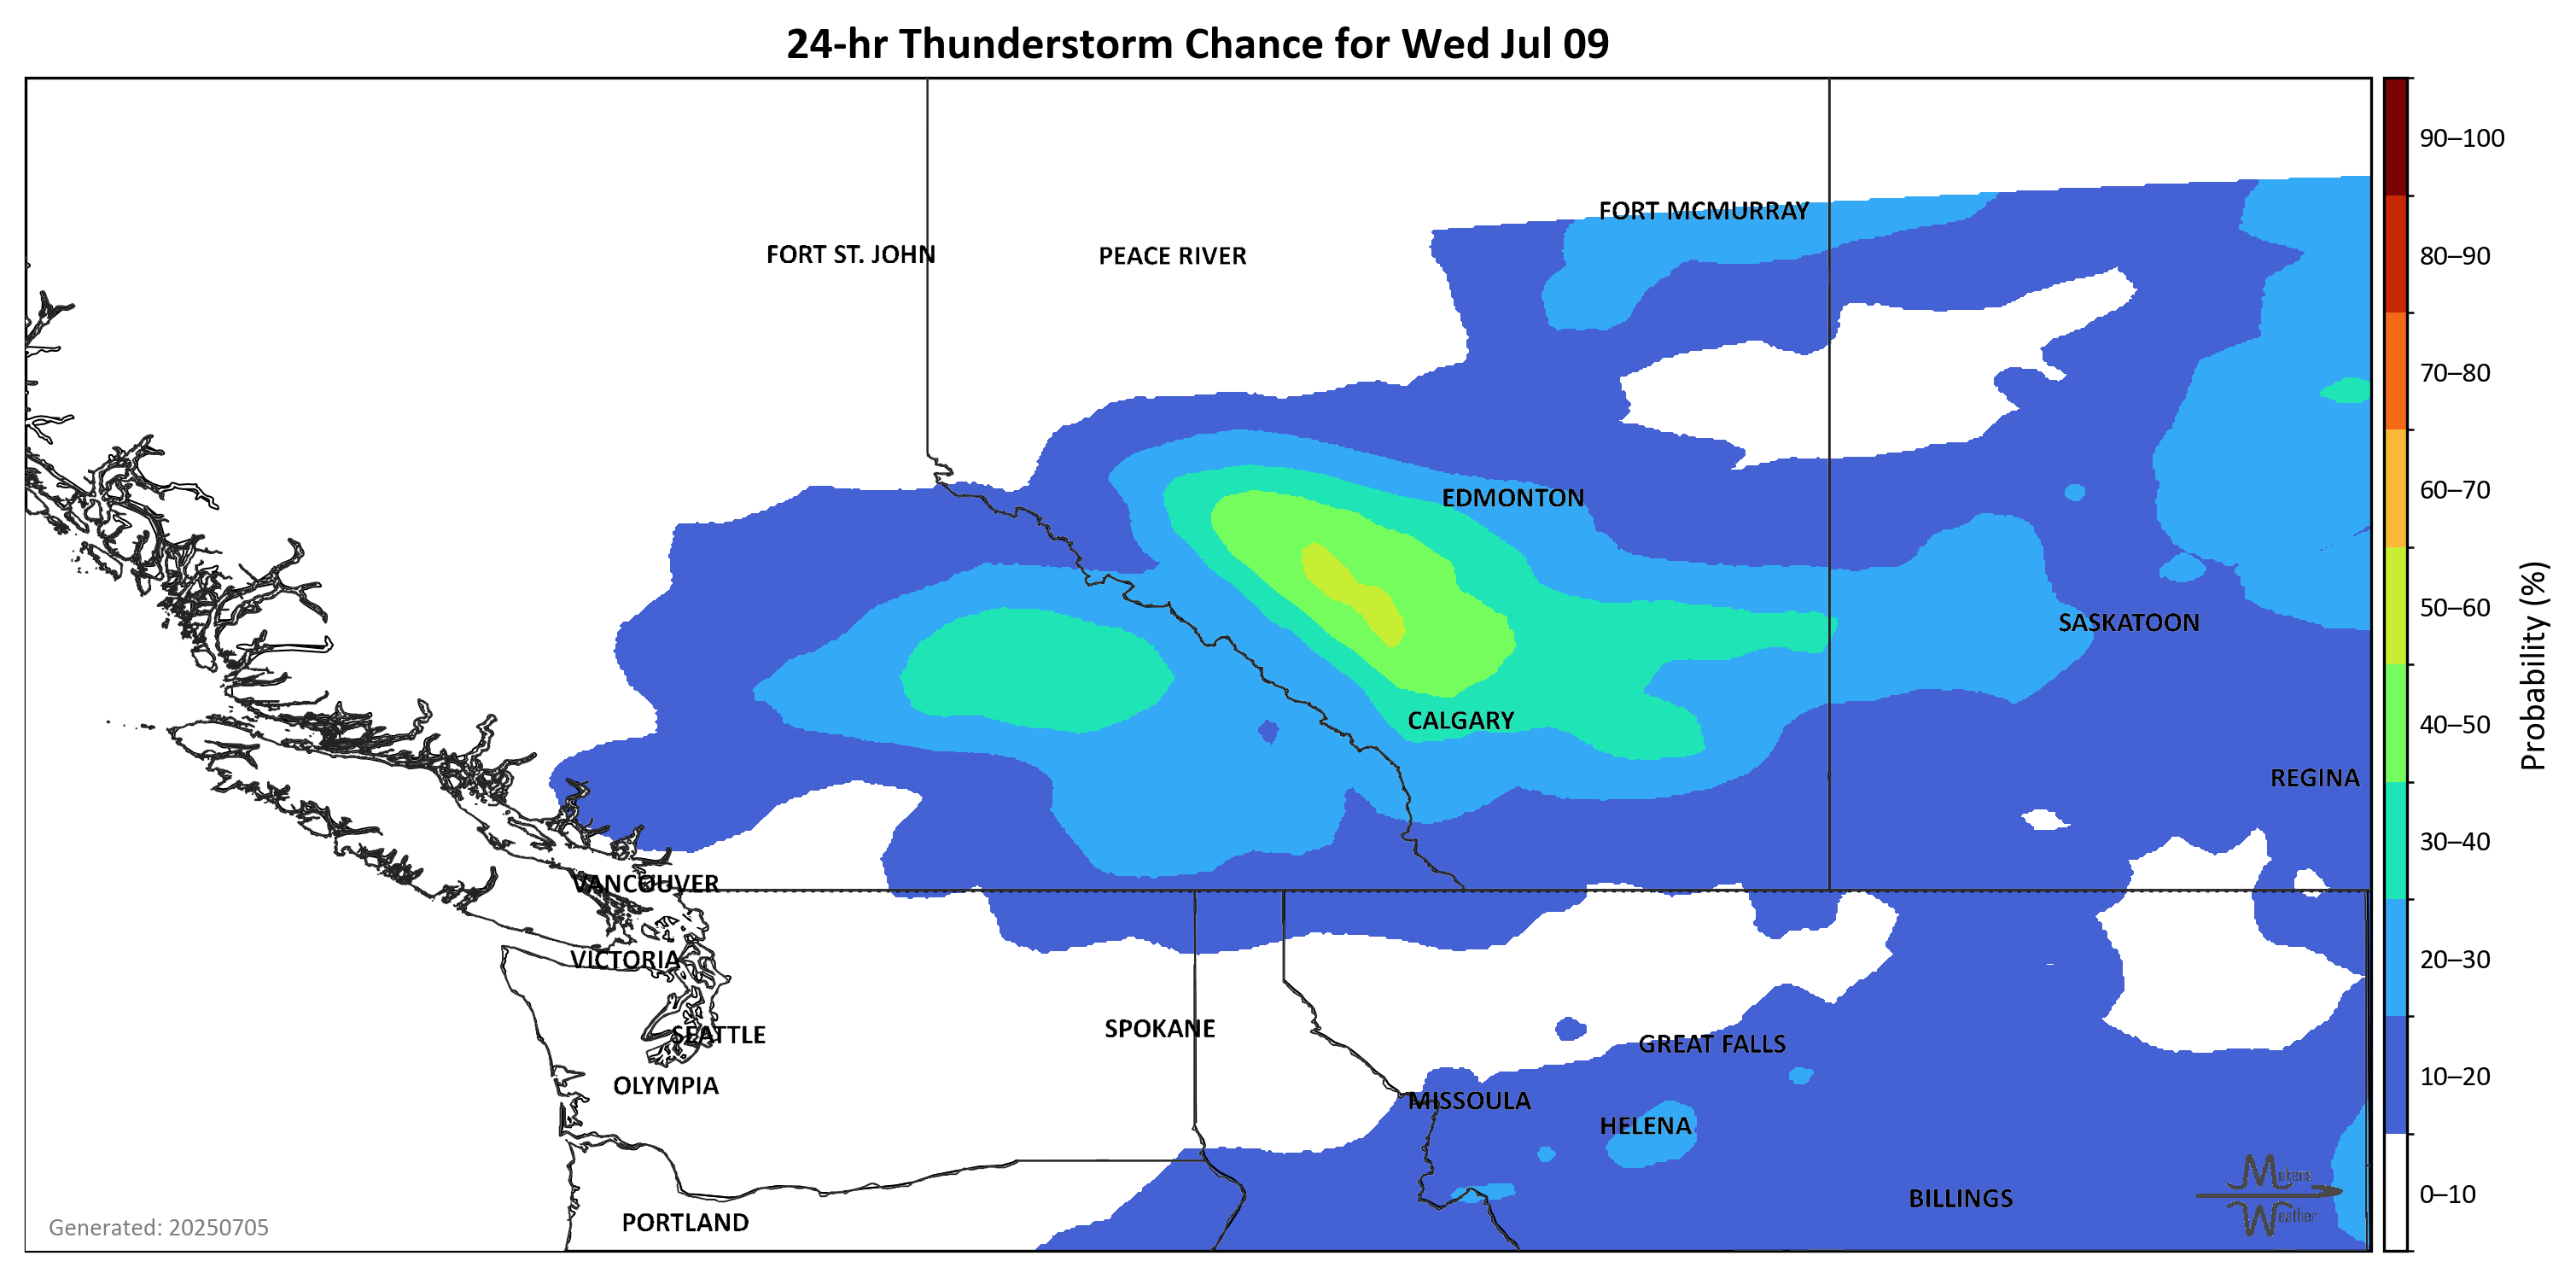 24-hr Thunderstorm Chance for Wed Jul 09
90–100
FORT MCMURRAY
80–90
FORT ST. JOHN
PEACE RIVER
70–80
60–70
EDMONTON
50–60
SASKATOON
Probability (%)
CALGARY
40–50
REGINA
30–40
VANCOUVER
VICTORIA
20–30
SPOKANE
SEATTLE
GREAT FALLS
OLYMPIA
MISSOULA
10–20
HELENA
Mekens
Weather
BILLINGS
0–10
PORTLAND
Generated: 20250705